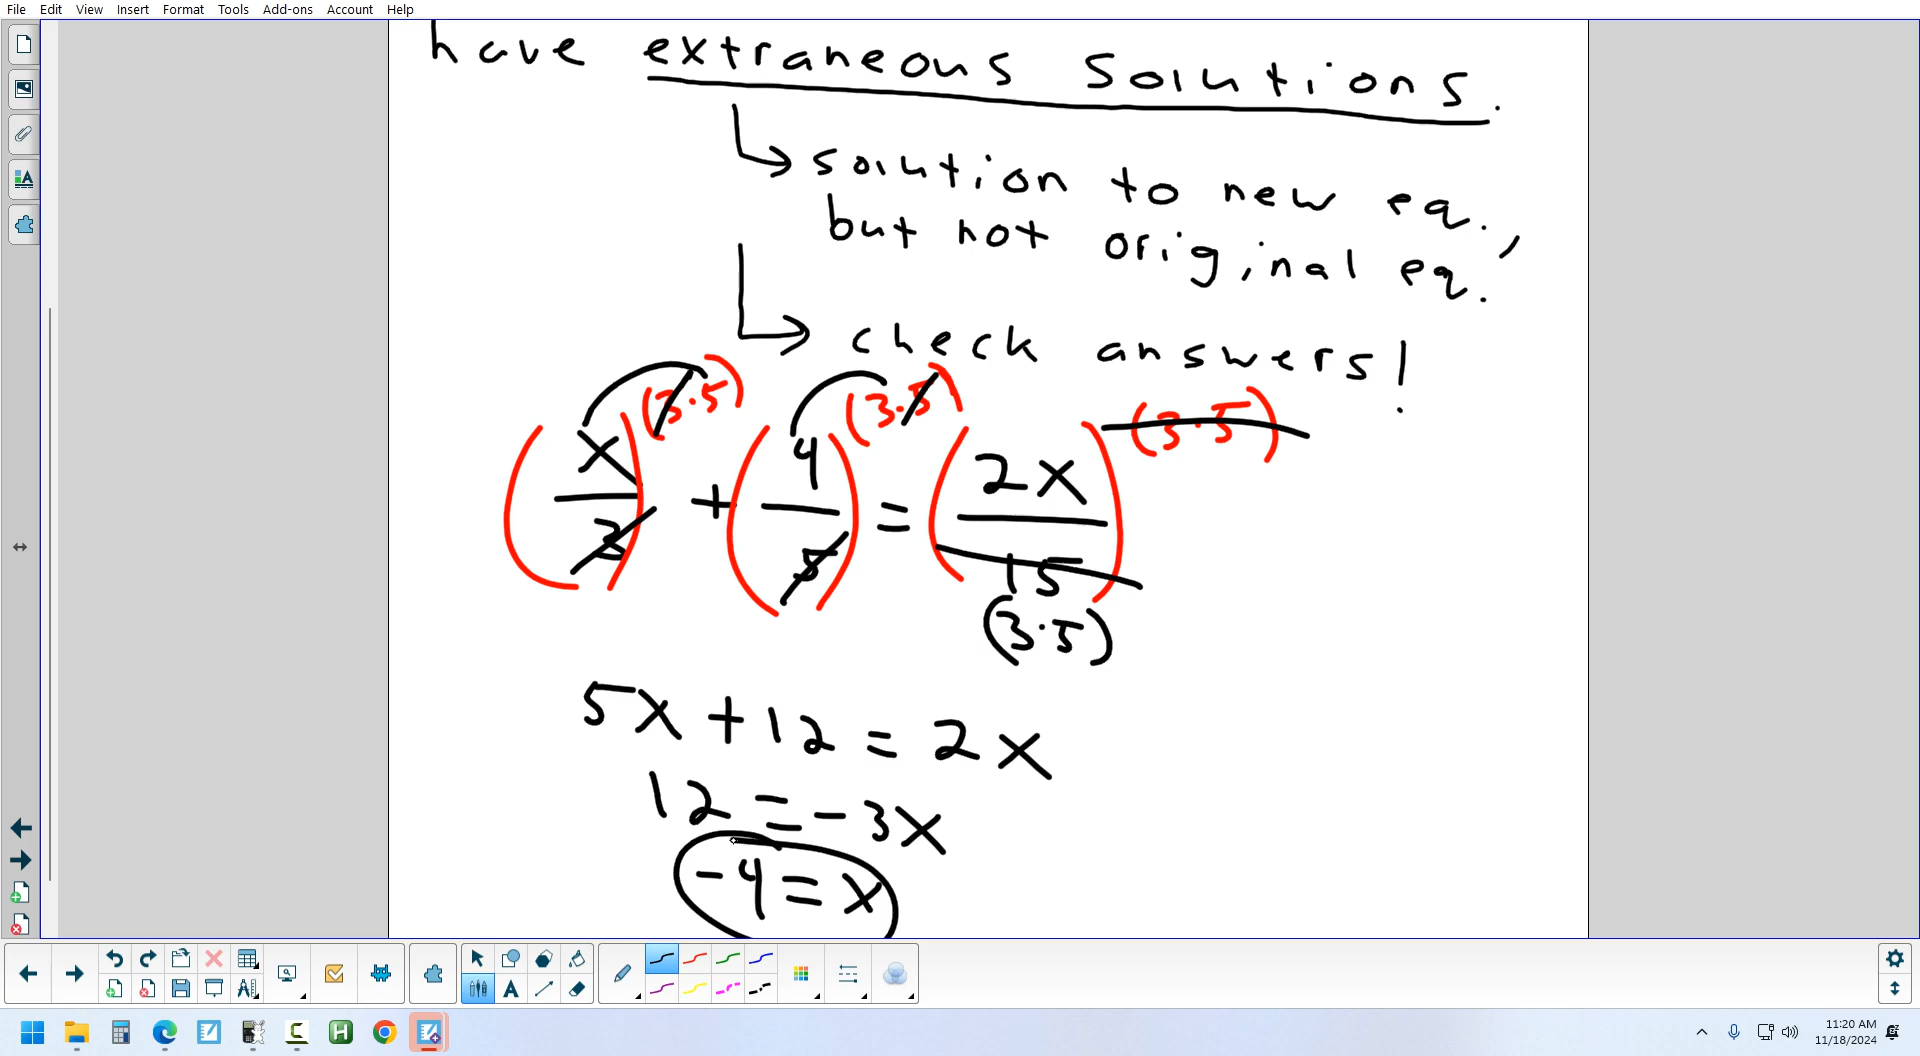 File Edit View Insert Format Tools Add-ons Account Help
have extraneous solutions.
solution to new eq.,
but not original eq.
check answers!
(x/3)(3·5) + (4/5)(3·5) = (2x/15)(3·5)
(3·5)
5x + 12 = 2x
12 = -3x
-4 = x
11:20 AM
11/18/2024